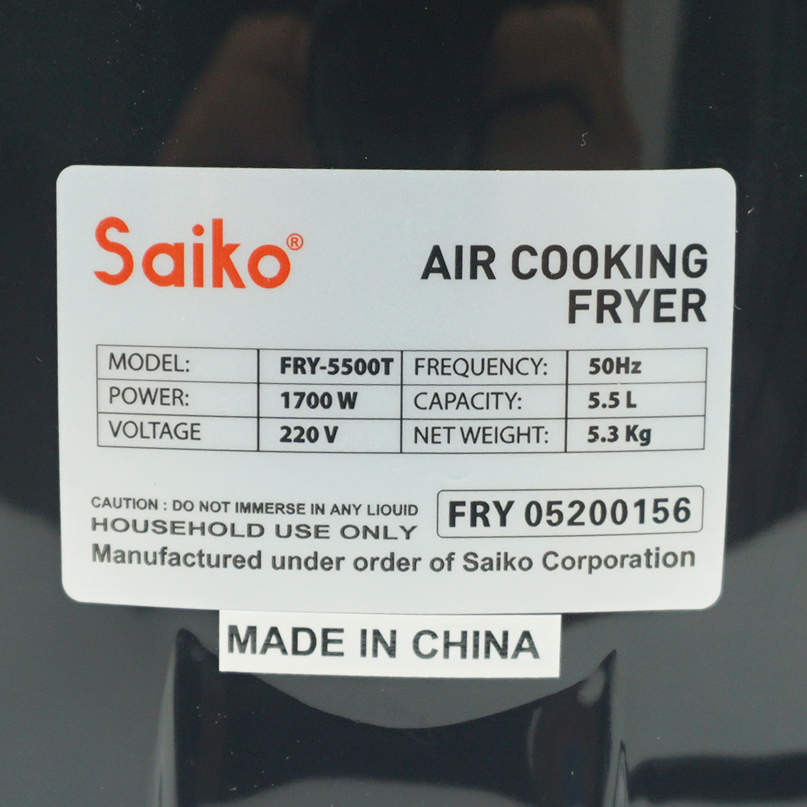 Saiko®
AIR COOKING
FRYER
MODEL: FRY-5500T FREQUENCY: 50Hz
POWER: 1700 W CAPACITY: 5.5 L
VOLTAGE 220 V NET WEIGHT: 5.3 Kg
CAUTION : DO NOT IMMERSE IN ANY LIQUID
HOUSEHOLD USE ONLY
FRY 05200156
Manufactured under order of Saiko Corporation
MADE IN CHINA